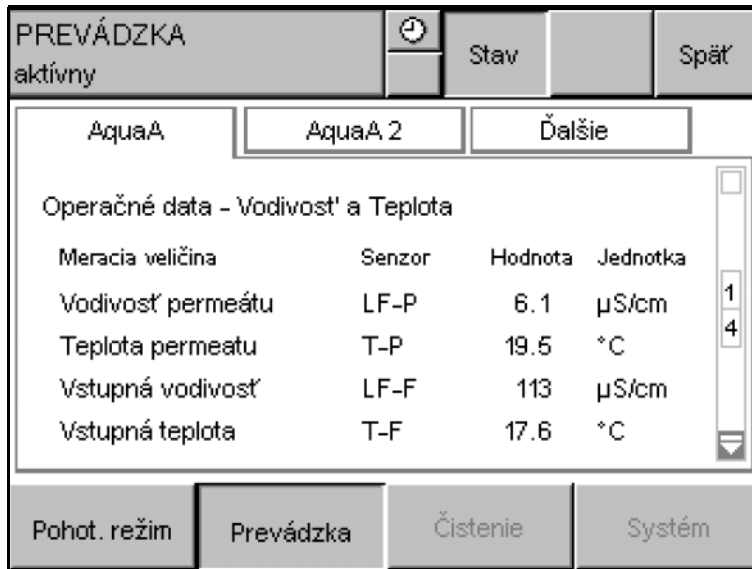 PREVÁDZKA
aktívny
Stav
Späť
AquaA
AquaA 2
Ďalšie
Operačné data - Vodivost' a Teplota
Meracia veličina Senzor Hodnota Jednotka
Vodivosť permeátu LF-P 6.1 µS/cm
Teplota permeatu T-P 19.5 °C
Vstupná vodivosť LF-F 113 µS/cm
Vstupná teplota T-F 17.6 °C
1
4
Pohot. režim
Prevádzka
Čistenie
Systém